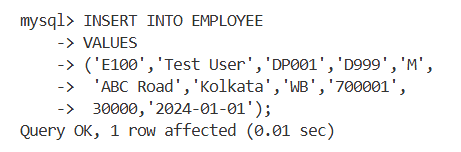 mysql> INSERT INTO EMPLOYEE
    -> VALUES
    -> ('E100','Test User','DP001','D999','M',
    ->  'ABC Road','Kolkata','WB','700001',
    ->  30000,'2024-01-01');
Query OK, 1 row affected (0.01 sec)